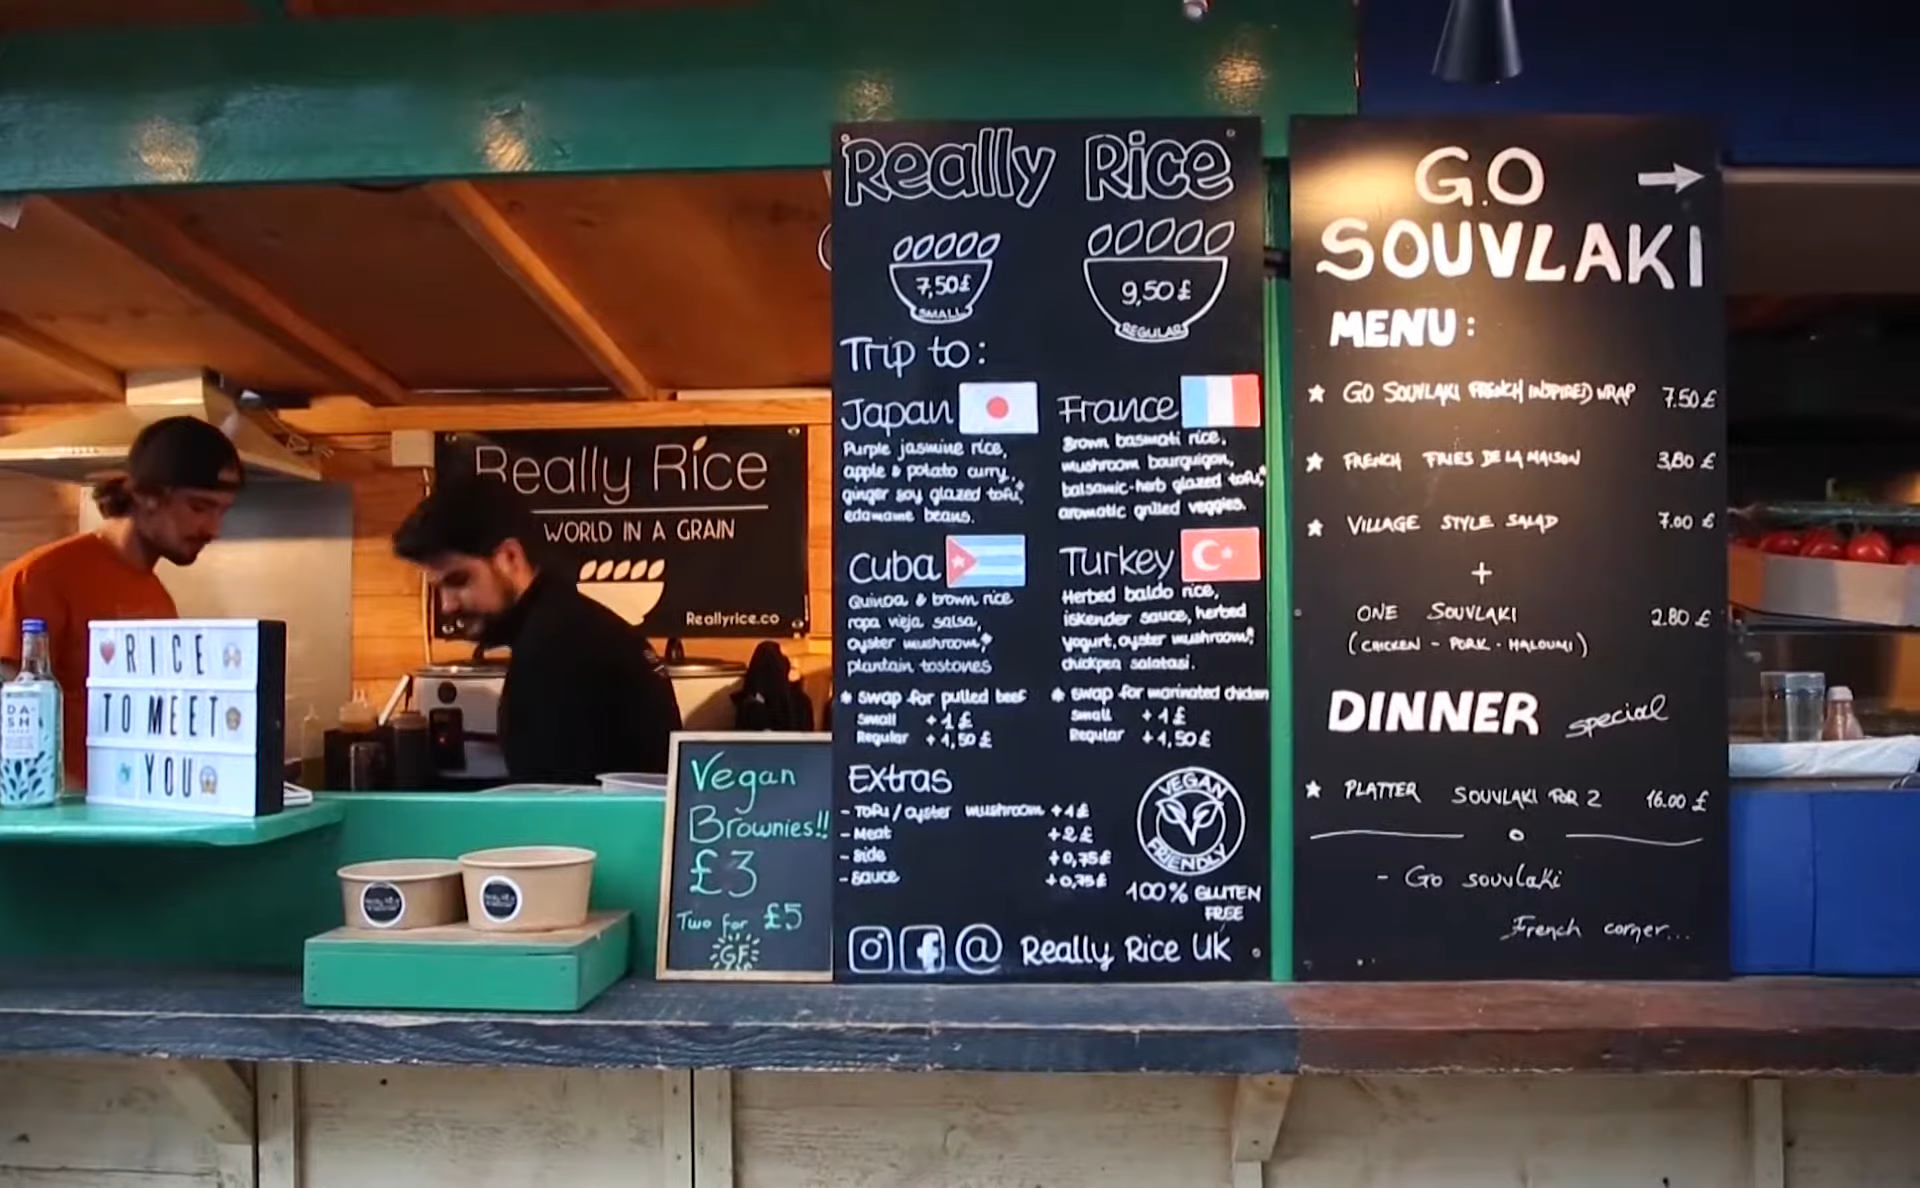 Really Rice
WORLD IN A GRAIN
Reallyrice.co
RICE
TO MEET
YOU
DA-
SH
Vegan
Brownies!!
£3
Two for £5
GF
Really Rice
7,50£
SMALL
9,50£
REGULAR
Trip to:
Japan
Purple jasmine rice,
apple & potato curry,
ginger soy glazed tofu,*
edamame beans.
France
Brown basmati rice,
mushroom bourguigon,
balsamic-herb glazed tofu,*
aromatic grilled veggies.
Cuba
Quinoa & brown rice
ropa vieja salsa,
oyster mushroom,*
plantain tostones
Turkey
Herbed baldo rice,
iskender sauce, herbed
yogurt, oyster mushroom,*
chickpea salatasi.
* swap for pulled beef
Small +1£
Regular +1,50£
* swap for marinated chicken
Small +1£
Regular +1,50£
Extras
- Tofu/oyster mushroom +1£
- Meat +2£
- Side +0,75£
- Sauce +0,75£
VEGAN
FRIENDLY
100% GLUTEN
FREE
@ Really Rice UK
GO
SOUVLAKI
MENU:
GO SOUVLAKI FRENCH INSPIRED WRAP 7.50£
FRENCH FRIES DE LA MAISON 3,80£
VILLAGE STYLE SALAD 7.00£
+
ONE SOUVLAKI 2.80£
(CHICKEN - PORK - HALOUMI)
DINNER special
PLATTER SOUVLAKI FOR 2 16.00£
- Go souvlaki
French corner...